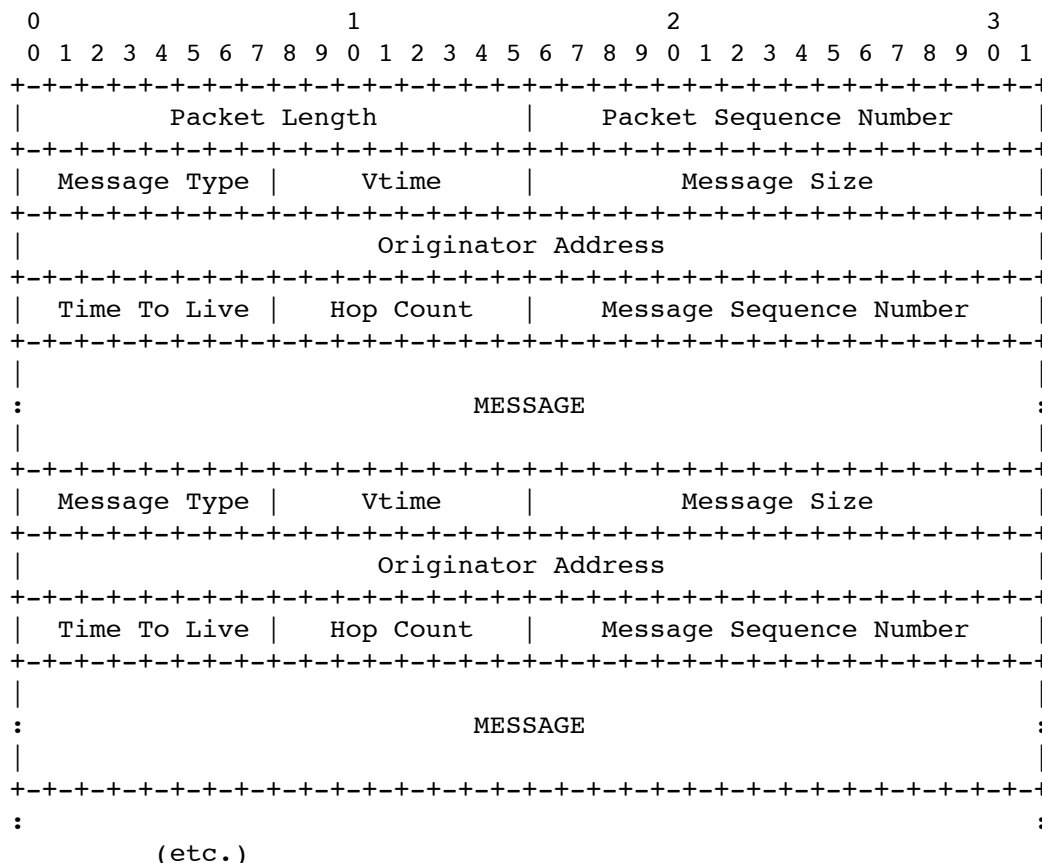 0                   1                   2                   3
 0 1 2 3 4 5 6 7 8 9 0 1 2 3 4 5 6 7 8 9 0 1 2 3 4 5 6 7 8 9 0 1
+-+-+-+-+-+-+-+-+-+-+-+-+-+-+-+-+-+-+-+-+-+-+-+-+-+-+-+-+-+-+-+-+
|         Packet Length         |    Packet Sequence Number     |
+-+-+-+-+-+-+-+-+-+-+-+-+-+-+-+-+-+-+-+-+-+-+-+-+-+-+-+-+-+-+-+-+
|  Message Type |     Vtime     |         Message Size          |
+-+-+-+-+-+-+-+-+-+-+-+-+-+-+-+-+-+-+-+-+-+-+-+-+-+-+-+-+-+-+-+-+
|                      Originator Address                       |
+-+-+-+-+-+-+-+-+-+-+-+-+-+-+-+-+-+-+-+-+-+-+-+-+-+-+-+-+-+-+-+-+
|  Time To Live |   Hop Count   |    Message Sequence Number    |
+-+-+-+-+-+-+-+-+-+-+-+-+-+-+-+-+-+-+-+-+-+-+-+-+-+-+-+-+-+-+-+-+
|                                                               |
:                            MESSAGE                            :
|                                                               |
+-+-+-+-+-+-+-+-+-+-+-+-+-+-+-+-+-+-+-+-+-+-+-+-+-+-+-+-+-+-+-+-+
|  Message Type |     Vtime     |         Message Size          |
+-+-+-+-+-+-+-+-+-+-+-+-+-+-+-+-+-+-+-+-+-+-+-+-+-+-+-+-+-+-+-+-+
|                      Originator Address                       |
+-+-+-+-+-+-+-+-+-+-+-+-+-+-+-+-+-+-+-+-+-+-+-+-+-+-+-+-+-+-+-+-+
|  Time To Live |   Hop Count   |    Message Sequence Number    |
+-+-+-+-+-+-+-+-+-+-+-+-+-+-+-+-+-+-+-+-+-+-+-+-+-+-+-+-+-+-+-+-+
|                                                               |
:                            MESSAGE                            :
|                                                               |
+-+-+-+-+-+-+-+-+-+-+-+-+-+-+-+-+-+-+-+-+-+-+-+-+-+-+-+-+-+-+-+-+
:                                                               :
         (etc.)